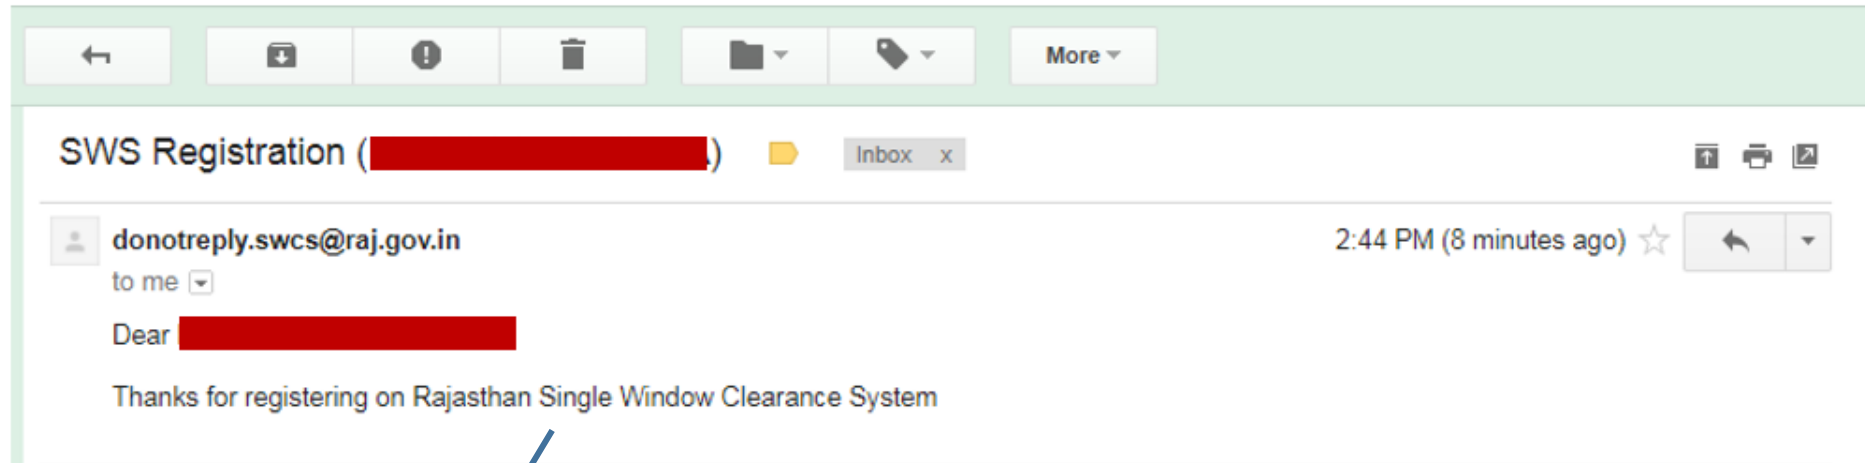 More
SWS Registration ( ) Inbox x
donotreply.swcs@raj.gov.in 2:44 PM (8 minutes ago)
to me
Dear
Thanks for registering on Rajasthan Single Window Clearance System